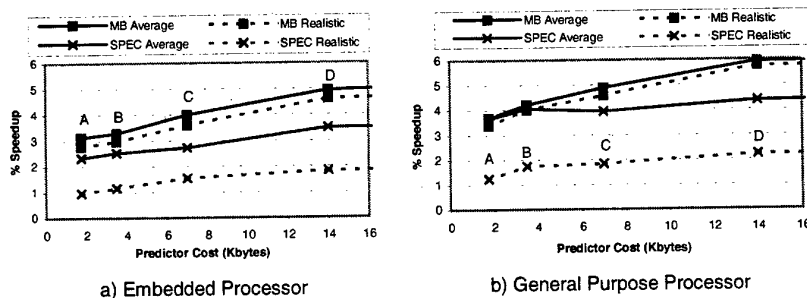 MB Average MB Realistic
SPEC Average SPEC Realistic
6
5
4
3
2
1
0
% Speedup
A B C D
2 4 6 8 10 12 14 16
Predictor Cost (Kbytes)
a) Embedded Processor
MB Average MB Realistic
SPEC Average SPEC Realistic
6
5
4
3
2
1
0
% Speedup
A B C D
0 2 4 6 8 10 12 14 16
Predictor Cost (Kbytes)
b) General Purpose Processor